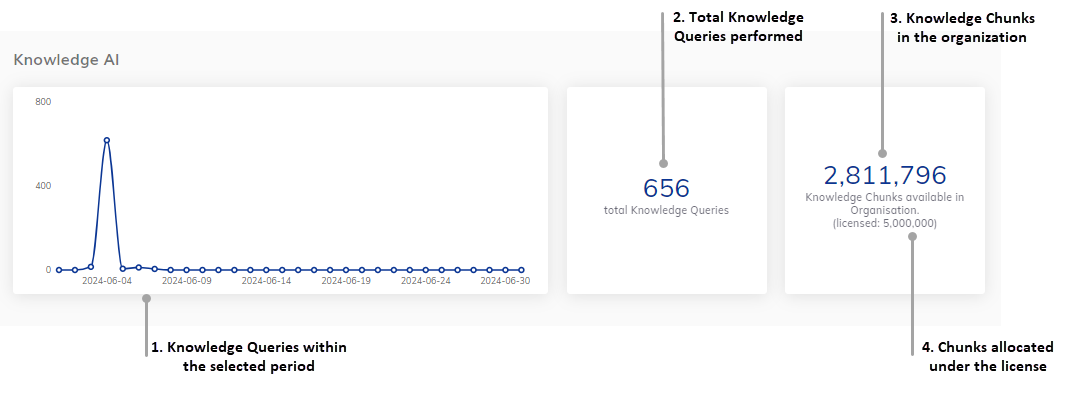 2. Total Knowledge
Queries performed
3. Knowledge Chunks
in the organization
Knowledge AI
800
400
0
2024-06-04
2024-06-09
2024-06-14
2024-06-19
2024-06-24
2024-06-30
656
total Knowledge Queries
2,811,796
Knowledge Chunks available in
Organisation.
(licensed: 5,000,000)
1. Knowledge Queries within
the selected period
4. Chunks allocated
under the license